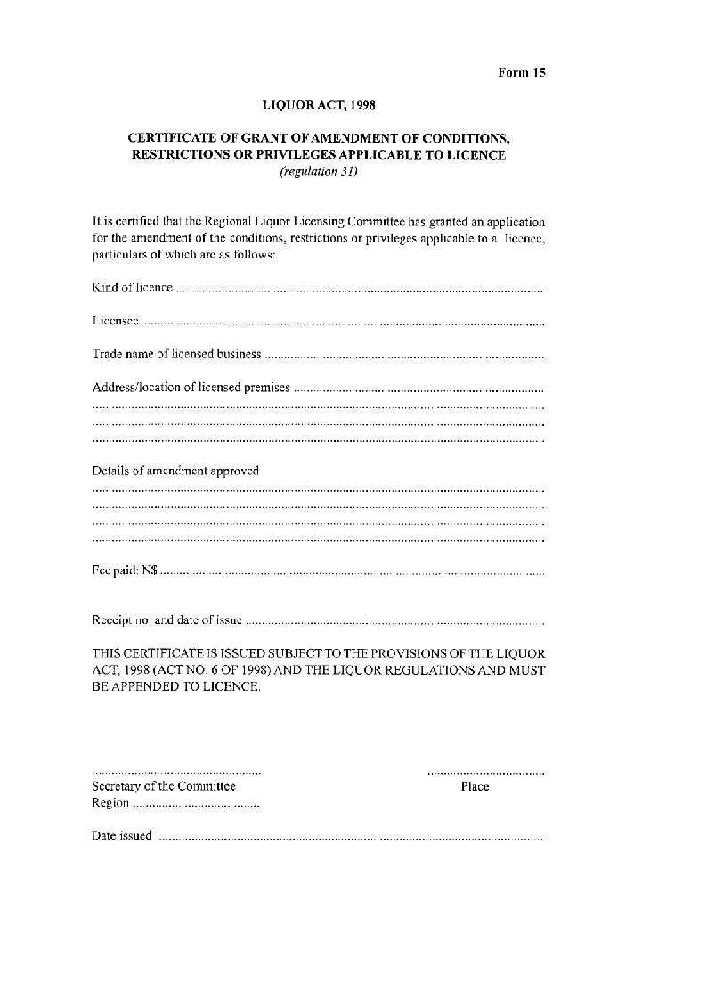 Form 15
LIQUOR ACT, 1998
CERTIFICATE OF GRANT OF AMENDMENT OF CONDITIONS,
RESTRICTIONS OR PRIVILEGES APPLICABLE TO LICENCE
(regulation 31)
It is certified that the Regional Liquor Licensing Committee has granted an application
for the amendment of the conditions, restrictions or privileges applicable to a licence,
particulars of which are as follows:
Kind of licence ....................
Licensee ....................
Trade name of licensed business ....................
Address/location of licensed premises ....................
....................
....................
....................
Details of amendment approved
....................
....................
....................
....................
Fee paid: N$ ....................
Receipt no. and date of issue ....................
THIS CERTIFICATE IS ISSUED SUBJECT TO THE PROVISIONS OF THE LIQUOR
ACT, 1998 (ACT NO. 6 OF 1998) AND THE LIQUOR REGULATIONS AND MUST
BE APPENDED TO LICENCE.
.................... ....................
Secretary of the Committee Place
Region ....................
Date issued ....................